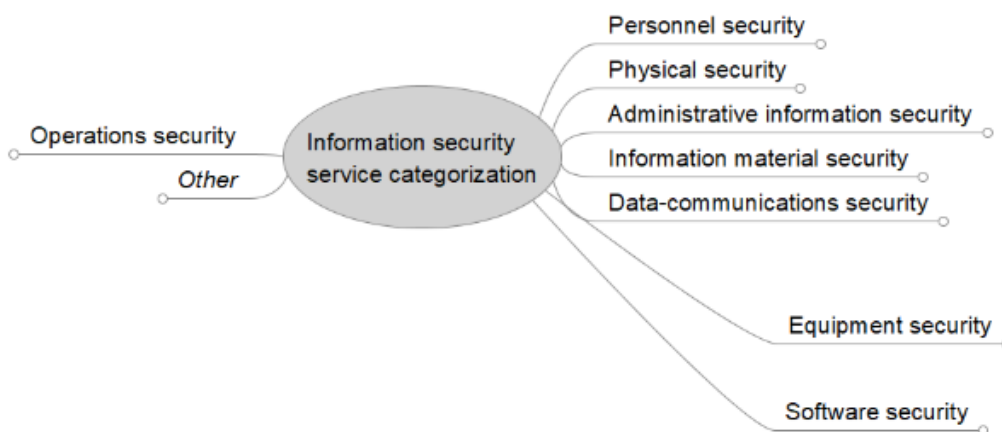 Personnel security
Physical security
Administrative information security
Operations security
Information security
service categorization
Information material security
Other
Data-communications security
Equipment security
Software security